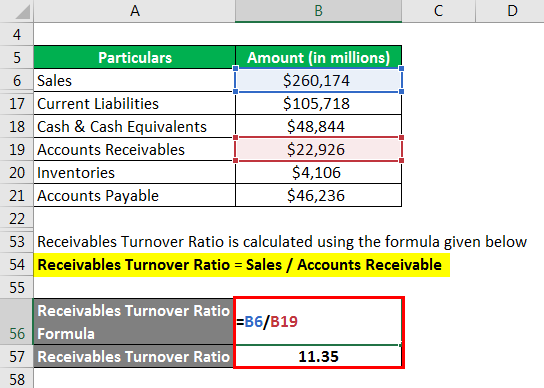 A B C D
4
5 Particulars Amount (in millions)
6 Sales $260,174
17 Current Liabilities $105,718
18 Cash & Cash Equivalents $48,844
19 Accounts Receivables $22,926
20 Inventories $4,106
21 Accounts Payable $46,236
22
53 Receivables Turnover Ratio is calculated using the formula given below
54 Receivables Turnover Ratio = Sales / Accounts Receivable
55
Receivables Turnover Ratio
56 Formula =B6/B19
57 Receivables Turnover Ratio 11.35
58